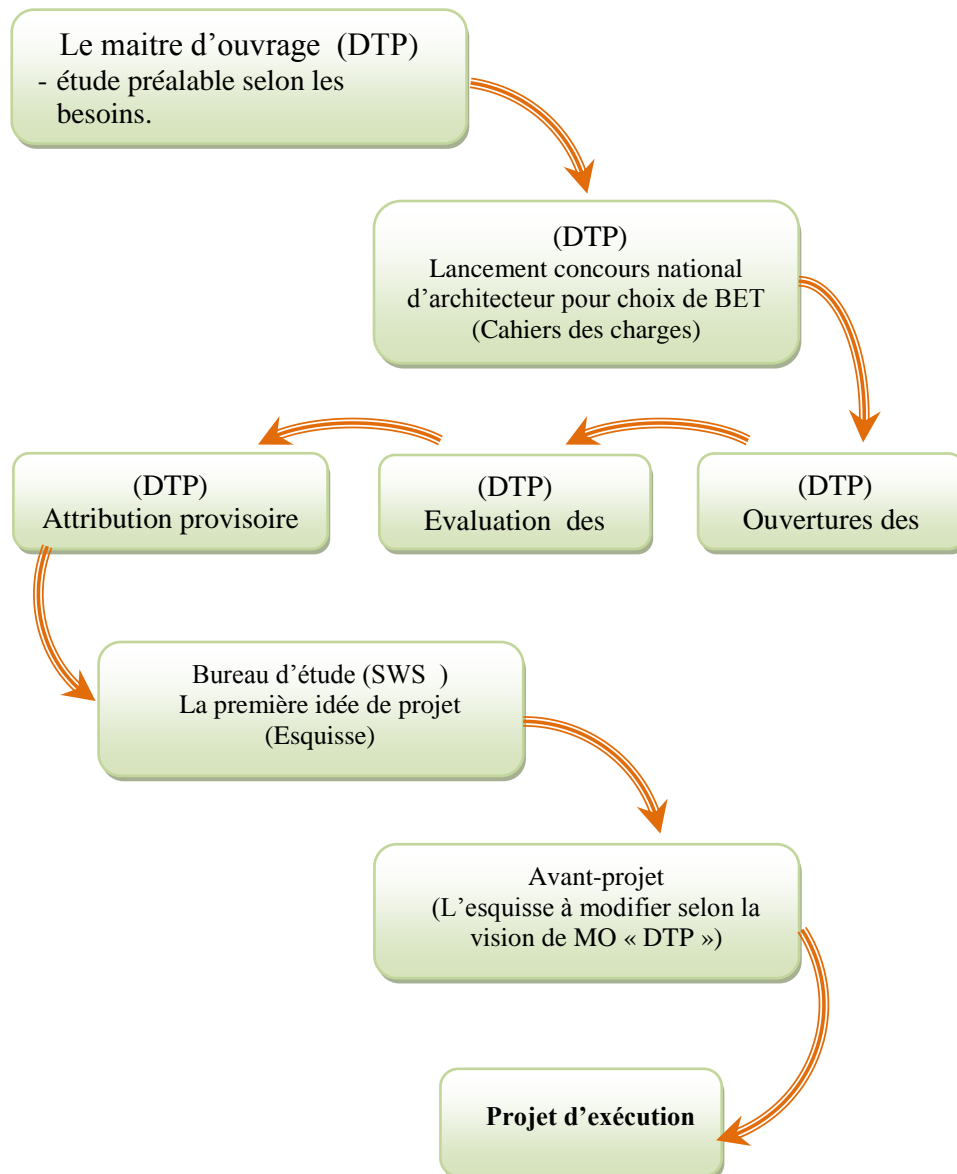 Le maitre d’ouvrage (DTP)
- étude préalable selon les
besoins.
(DTP)
Lancement concours national
d’architecteur pour choix de BET
(Cahiers des charges)
(DTP)
Attribution provisoire
(DTP)
Evaluation des
(DTP)
Ouvertures des
Bureau d’étude (SWS )
La première idée de projet
(Esquisse)
Avant-projet
(L’esquisse à modifier selon la
vision de MO « DTP »)
Projet d’exécution